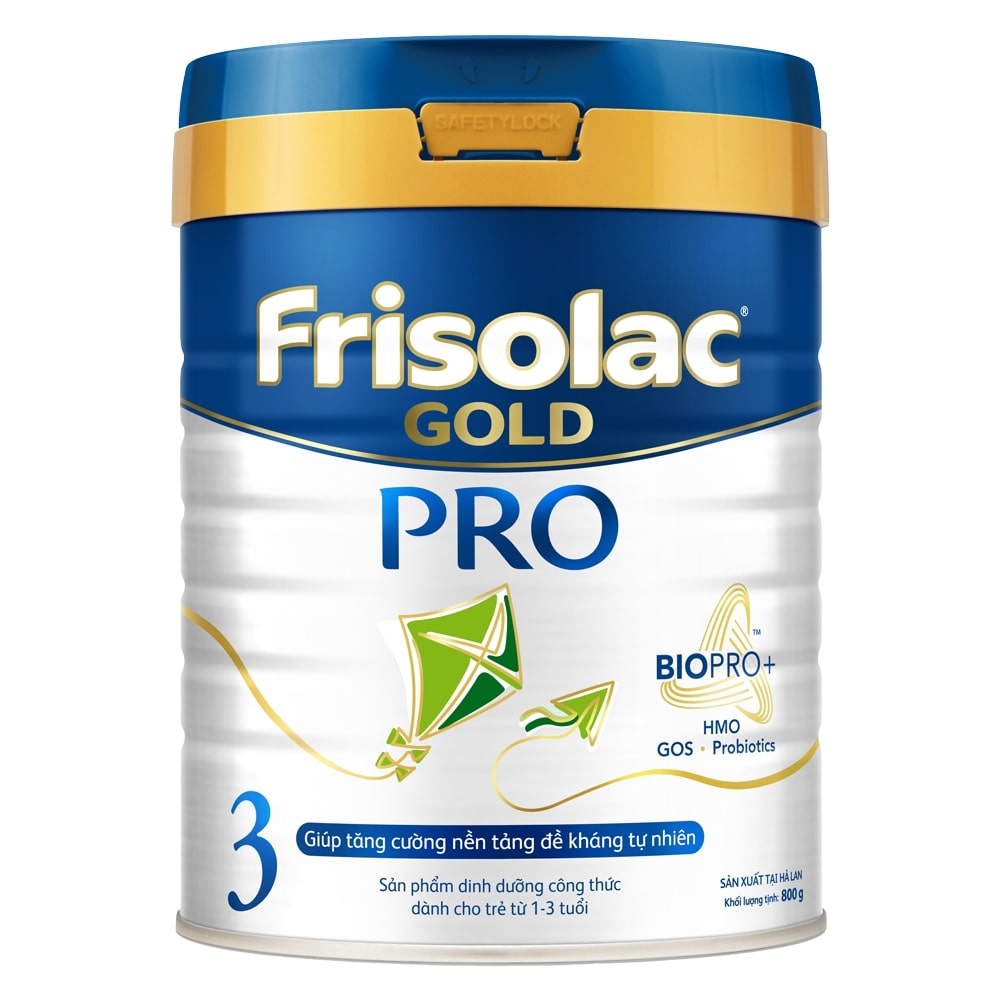 SAFETYLOCK
Frisolac®
GOLD
PRO
BIOPRO+™
HMO
GOS • Probiotics
3
Giúp tăng cường nền tảng đề kháng tự nhiên
Sản phẩm dinh dưỡng công thức
dành cho trẻ từ 1-3 tuổi
SẢN XUẤT TẠI HÀ LAN
Khối lượng tịnh: 800 g